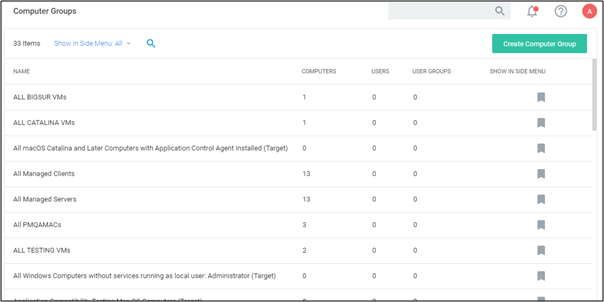 Computer Groups
A
33 Items Show in Side Menu: All Create Computer Group
NAME COMPUTERS USERS USER GROUPS SHOW IN SIDE MENU
ALL BIGSUR VMs 1 0 0
ALL CATALINA VMs 1 0 0
All macOS Catalina and Later Computers with Application Control Agent Installed (Target) 0 0 0
All Managed Clients 13 0 0
All Managed Servers 13 0 0
All PMQAMACs 3 0 0
ALL TESTING VMs 2 0 0
All Windows Computers without services running as local user: Administrator (Target) 0 0 0